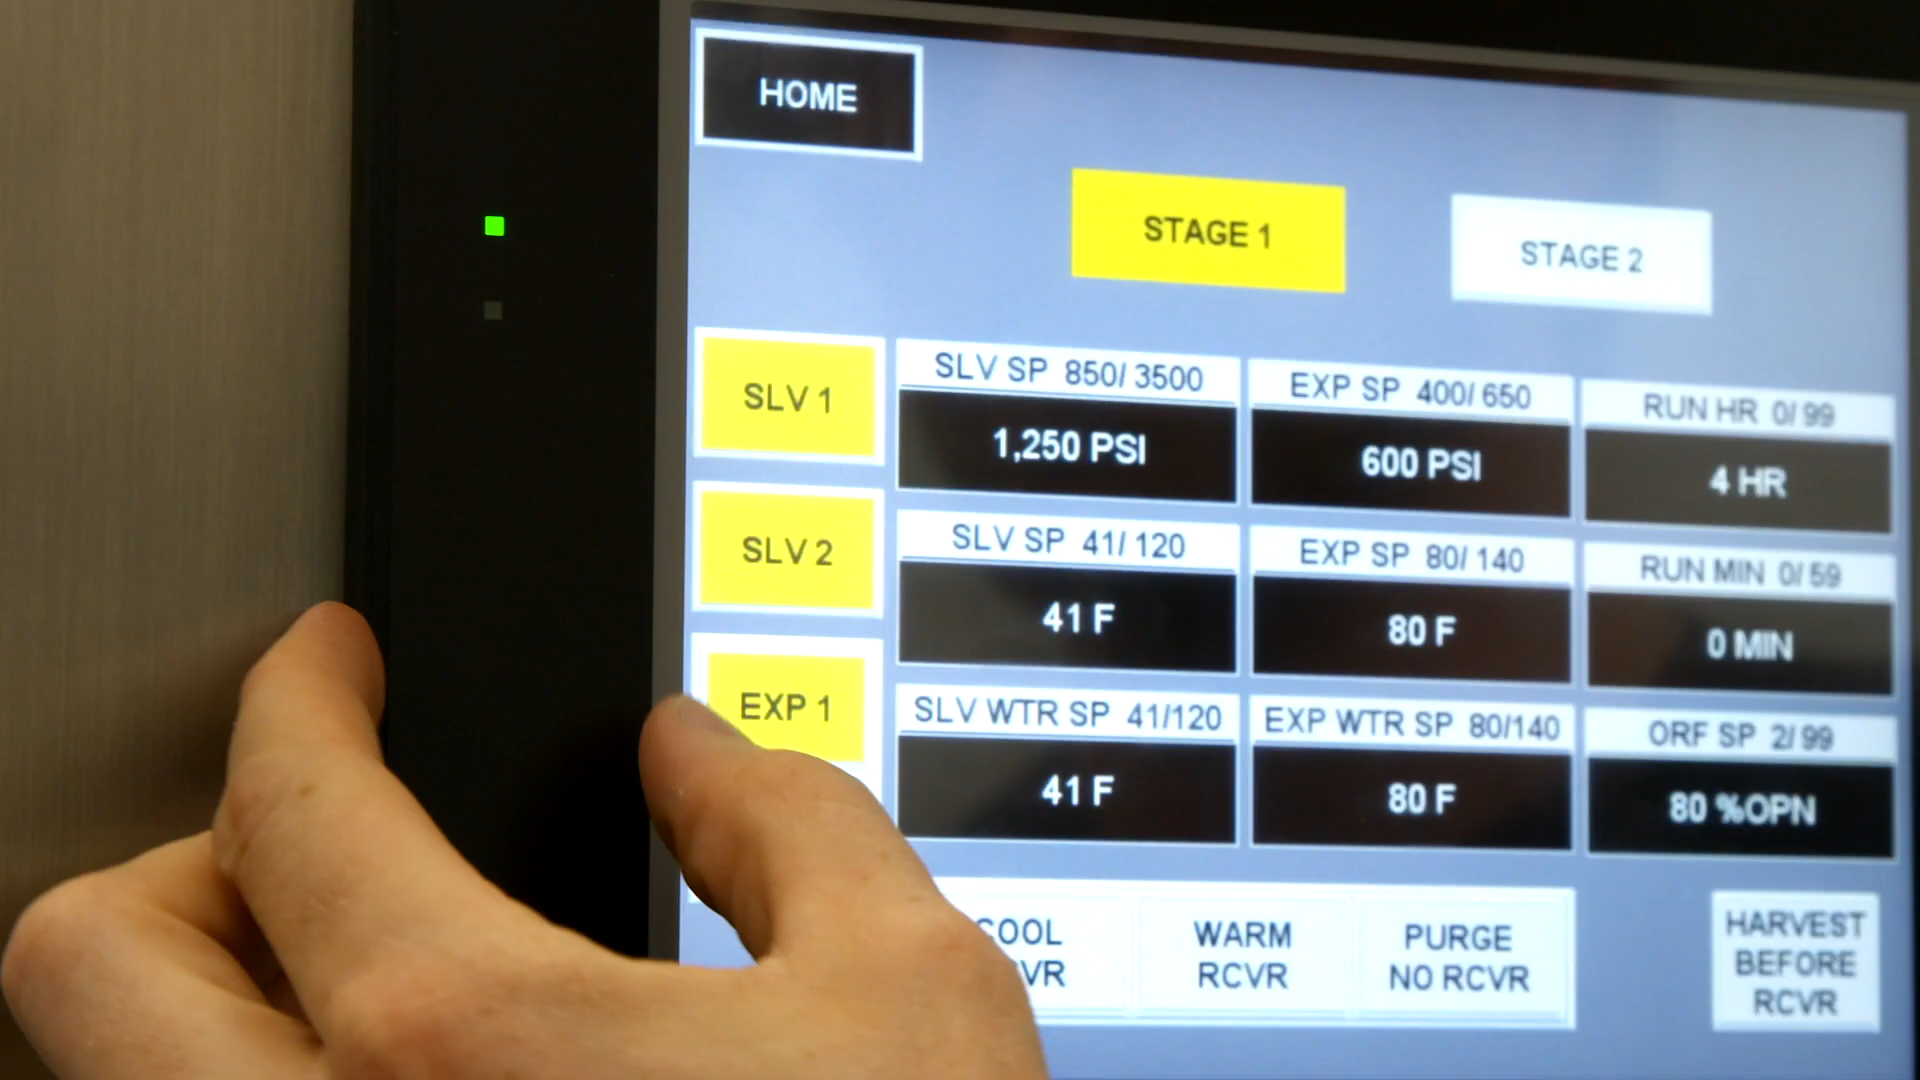 HOME
STAGE 1
STAGE 2
SLV 1
SLV SP 850/ 3500
EXP SP 400/ 650
RUN HR 0/ 99
1,250 PSI
600 PSI
4 HR
SLV 2
SLV SP 41/ 120
EXP SP 80/ 140
RUN MIN 0/ 59
41 F
80 F
0 MIN
EXP 1
SLV WTR SP 41/120
EXP WTR SP 80/140
ORF SP 2/ 99
41 F
80 F
80 %OPN
COOL
WARM
RCVR
PURGE
NO RCVR
HARVEST
BEFORE
RCVR